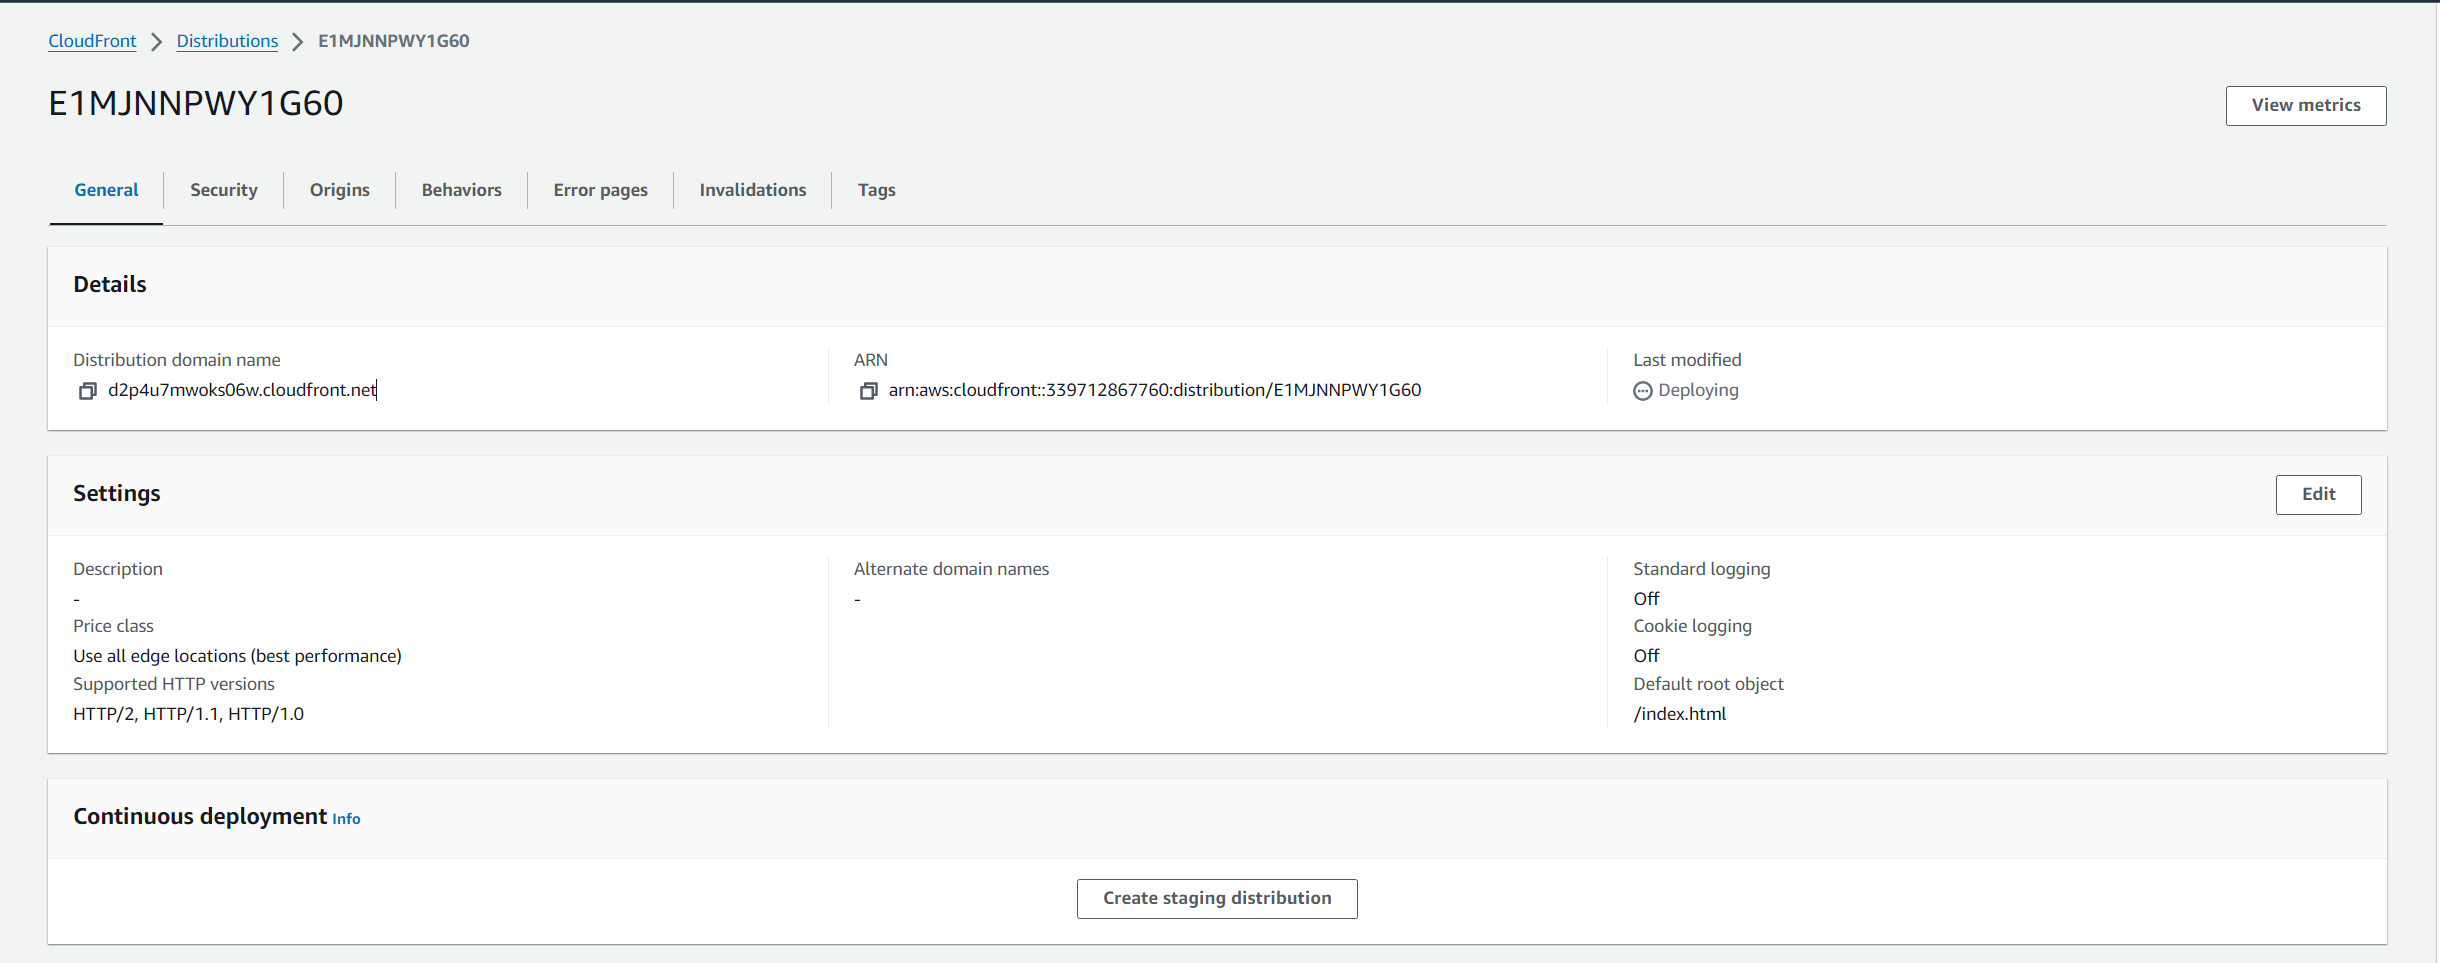 CloudFront > Distributions > E1MJNNPWY1G60
E1MJNNPWY1G60
View metrics
General Security Origins Behaviors Error pages Invalidations Tags
Details
Distribution domain name
d2p4u7mwoks06w.cloudfront.net
ARN
arn:aws:cloudfront::339712867760:distribution/E1MJNNPWY1G60
Last modified
Deploying
Settings
Edit
Description
-
Price class
Use all edge locations (best performance)
Supported HTTP versions
HTTP/2, HTTP/1.1, HTTP/1.0
Alternate domain names
-
Standard logging
Off
Cookie logging
Off
Default root object
/index.html
Continuous deployment Info
Create staging distribution